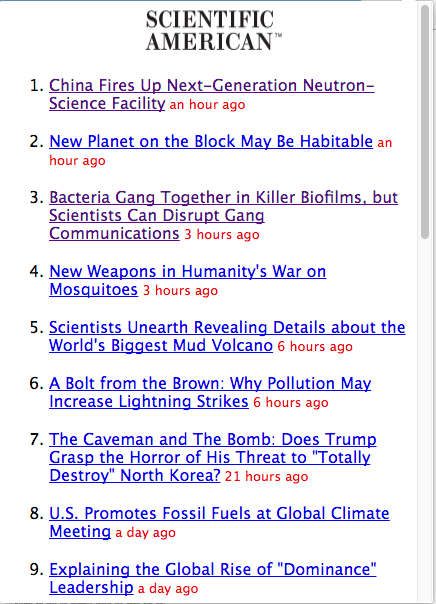 SCIENTIFIC
AMERICAN™
1. China Fires Up Next-Generation Neutron-
Science Facility an hour ago
2. New Planet on the Block May Be Habitable an
hour ago
3. Bacteria Gang Together in Killer Biofilms, but
Scientists Can Disrupt Gang
Communications 3 hours ago
4. New Weapons in Humanity's War on
Mosquitoes 3 hours ago
5. Scientists Unearth Revealing Details about the
World's Biggest Mud Volcano 6 hours ago
6. A Bolt from the Brown: Why Pollution May
Increase Lightning Strikes 6 hours ago
7. The Caveman and The Bomb: Does Trump
Grasp the Horror of His Threat to "Totally
Destroy" North Korea? 21 hours ago
8. U.S. Promotes Fossil Fuels at Global Climate
Meeting a day ago
9. Explaining the Global Rise of "Dominance"
Leadership a day ago